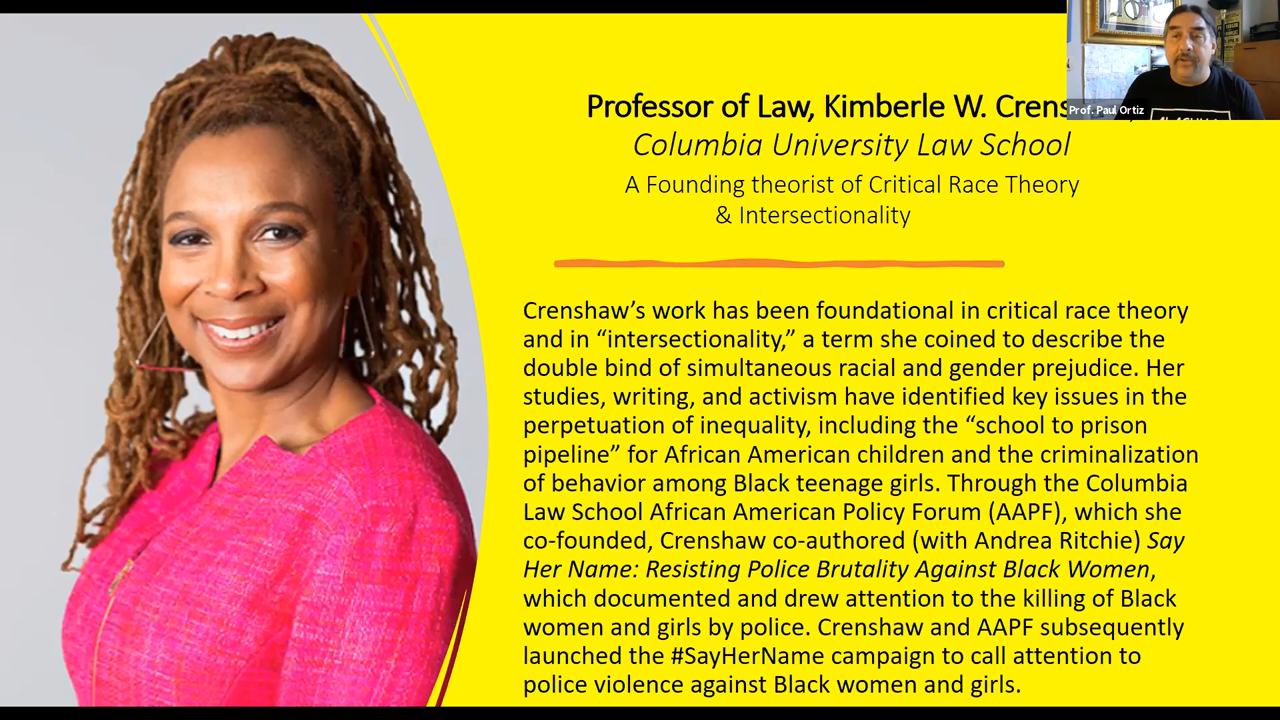 Professor of Law, Kimberle W. Crens
Columbia University Law School
A Founding theorist of Critical Race Theory
& Intersectionality
Prof. Paul Ortiz
Crenshaw’s work has been foundational in critical race theory
and in “intersectionality,” a term she coined to describe the
double bind of simultaneous racial and gender prejudice. Her
studies, writing, and activism have identified key issues in the
perpetuation of inequality, including the “school to prison
pipeline” for African American children and the criminalization
of behavior among Black teenage girls. Through the Columbia
Law School African American Policy Forum (AAPF), which she
co-founded, Crenshaw co-authored (with Andrea Ritchie) Say
Her Name: Resisting Police Brutality Against Black Women,
which documented and drew attention to the killing of Black
women and girls by police. Crenshaw and AAPF subsequently
launched the #SayHerName campaign to call attention to
police violence against Black women and girls.